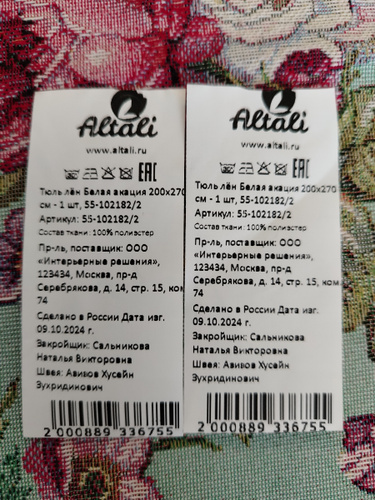 Altali
www.altali.ru
EAC
Тюль лён Белая акация 200х270
см - 1 шт, 55-102182/2
Артикул: 55-102182/2
Состав ткани: 100% полиэстер
Пр-ль, поставщик: ООО
«Интерьерные решения»,
123434, Москва, пр-д
Серебрякова, д. 14, стр. 15, ком
74
Сделано в России Дата изг.
09.10.2024 г.
Закройщик: Сальникова
Наталья Викторовна
Швея: Азизов Хусейн
Зухридинович
2 000889 336755
Altali
www.altali.ru
EAC
Тюль лён Белая акация 200х270
см - 1 шт, 55-102182/2
Артикул: 55-102182/2
Состав ткани: 100% полиэстер
Пр-ль, поставщик: ООО
«Интерьерные решения»,
123434, Москва, пр-д
Серебрякова, д. 14, стр. 15, ком
74
Сделано в России Дата изг.
09.10.2024 г.
Закройщик: Сальникова
Наталья Викторовна
Швея: Азизов Хусейн
Зухридинович
2 000889 336755